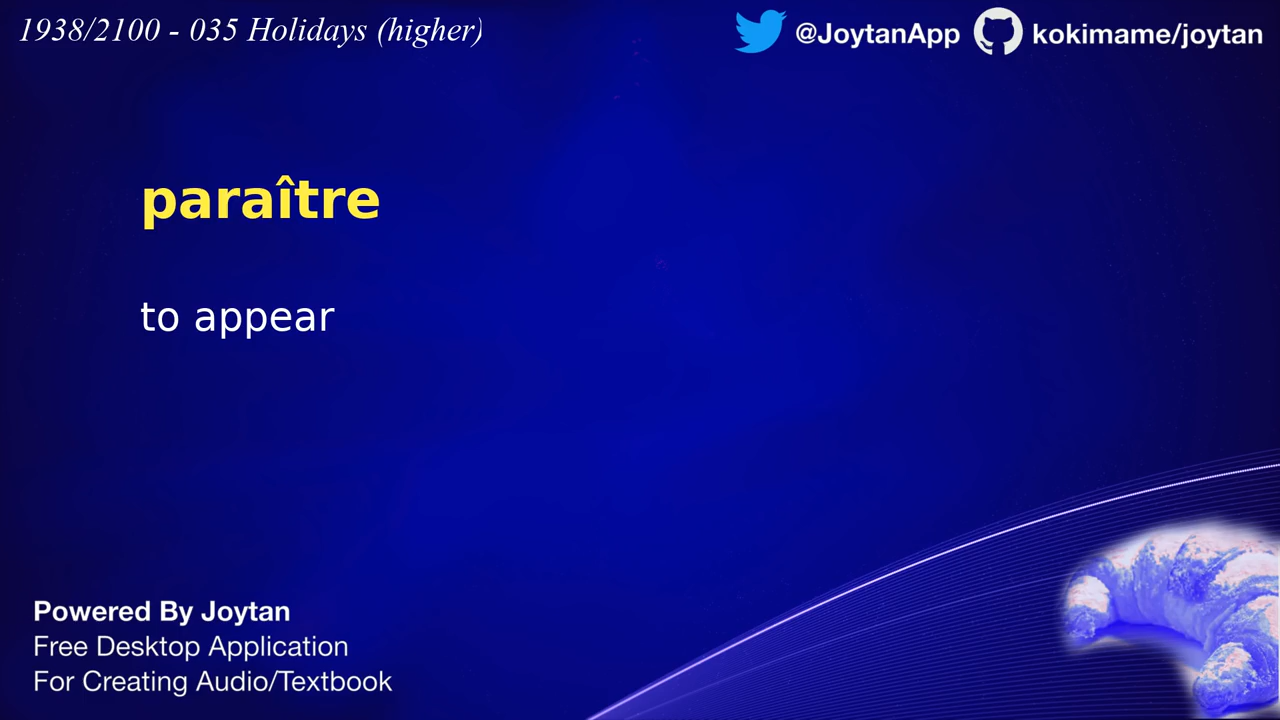 1938/2100 - 035 Holidays (higher)
@JoytanApp kokimame/joytan
paraître
to appear
Powered By Joytan
Free Desktop Application
For Creating Audio/Textbook